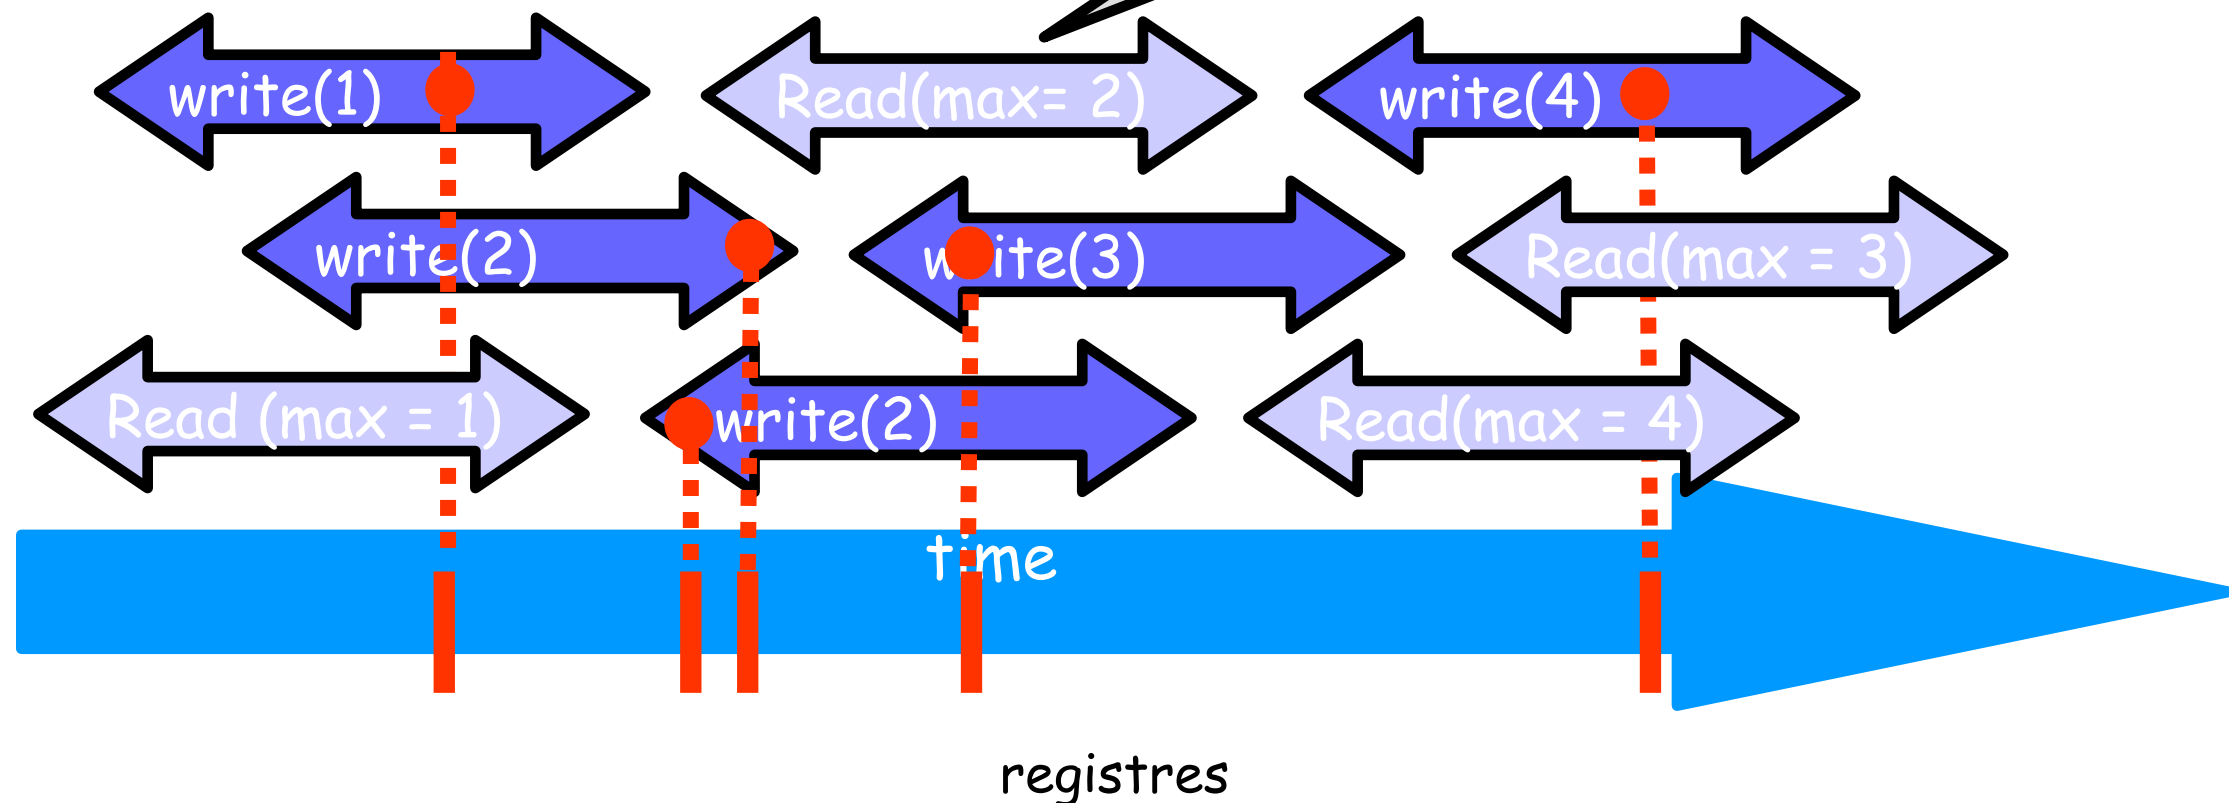 write(1) Read(max= 2) write(4)
write(2) write(3) Read(max = 3)
Read (max = 1) write(2) Read(max = 4)
time
registres